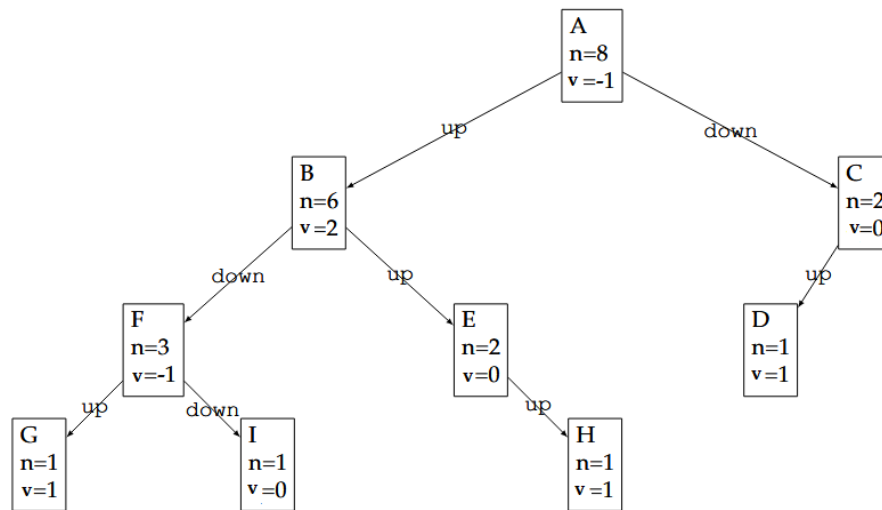 A
n=8
v=-1
up
down
B
n=6
v=2
C
n=2
v=0
down
up
up
F
n=3
v=-1
E
n=2
v=0
D
n=1
v=1
up
down
up
G
n=1
v=1
I
n=1
v=0
H
n=1
v=1